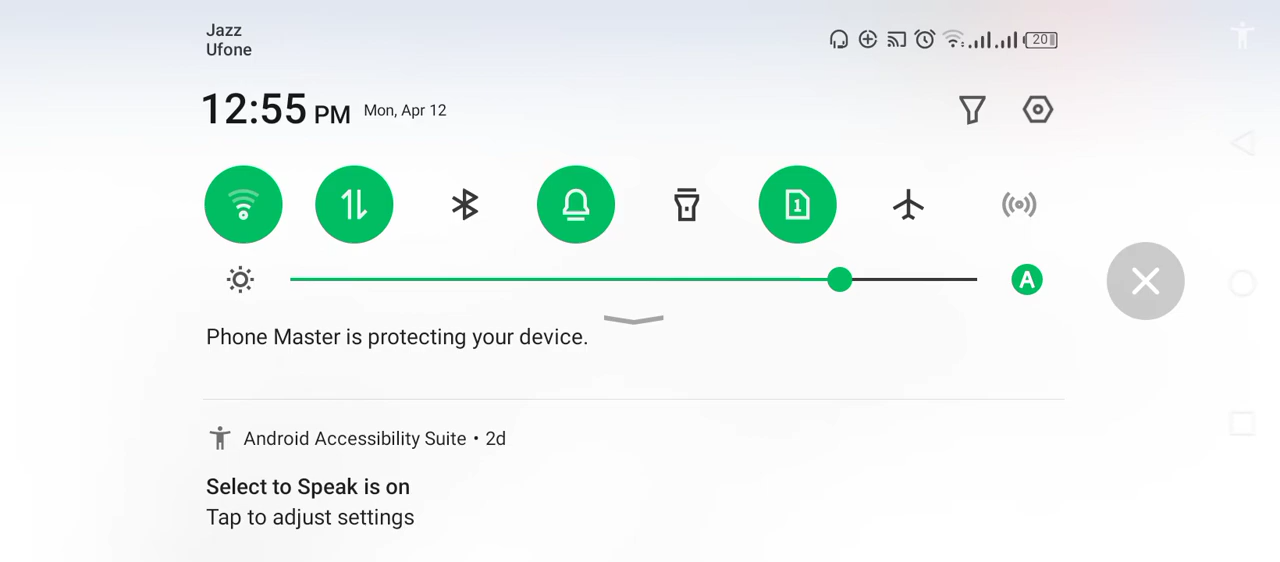 Jazz
Ufone
20
12:55 PM Mon, Apr 12
1
A
Phone Master is protecting your device.
Android Accessibility Suite • 2d
Select to Speak is on
Tap to adjust settings